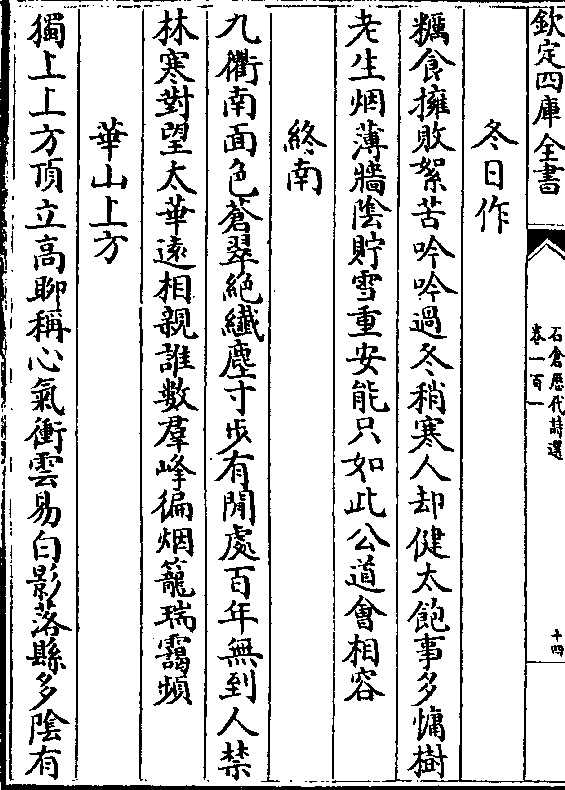 欽定四庫全書
石倉歷代詩選
卷一百一
十四
冬日作
糲食擁敗絮苦吟吟過冬稍寒人却健太飽事多慵樹
老生烟薄牆陰貯雪重安能只如此公道會相容
終南
九衢南面色蒼翠絕纖塵寸步有閒處百年無到人禁
林寒對望太華遠相親誰數羣峰徧烟籠瑞靄頻
華山上方
獨上上方頂立高聊稱心氣衝雲易白影落縣多陰有